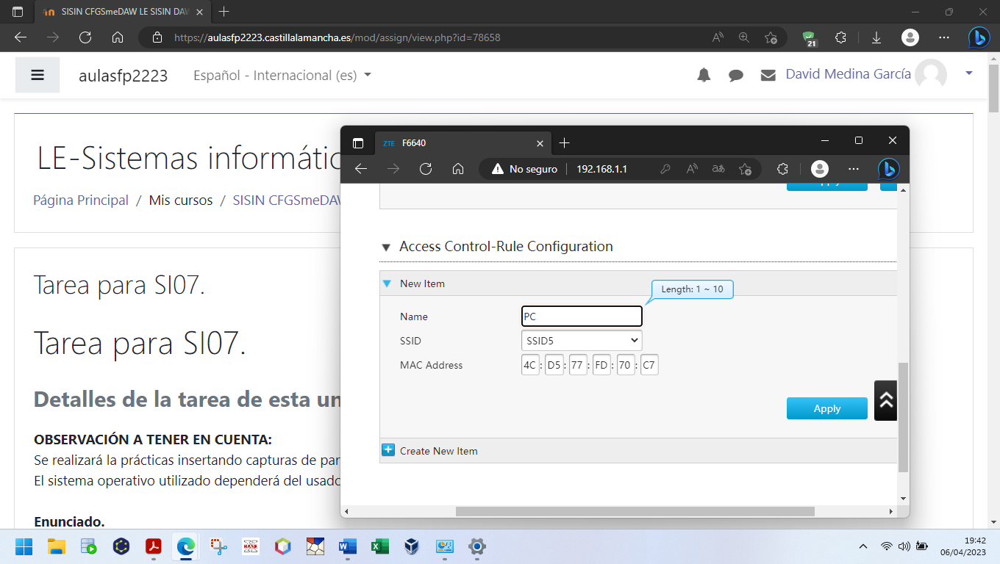 SISIN CFGSmeDAW LE SISIN DAW
https://aulasfp2223.castillalamancha.es/mod/assign/view.php?id=78658
21
aulasfp2223
Español - Internacional (es)
David Medina García
LE-Sistemas informátic
Página Principal / Mis cursos / SISIN CFGSmeDAW
Tarea para SI07.
Tarea para SI07.
Detalles de la tarea de esta un
OBSERVACIÓN A TENER EN CUENTA:
Se realizará la prácticas insertando capturas de par
El sistema operativo utilizado dependerá del usado
Enunciado.
ZTE F6640
No seguro 192.168.1.1
Access Control-Rule Configuration
New Item
Length: 1 ~ 10
Name PC
SSID SSID5
MAC Address 4C : D5 : 77 : FD : 70 : C7
Apply
Create New Item
19:42
06/04/2023